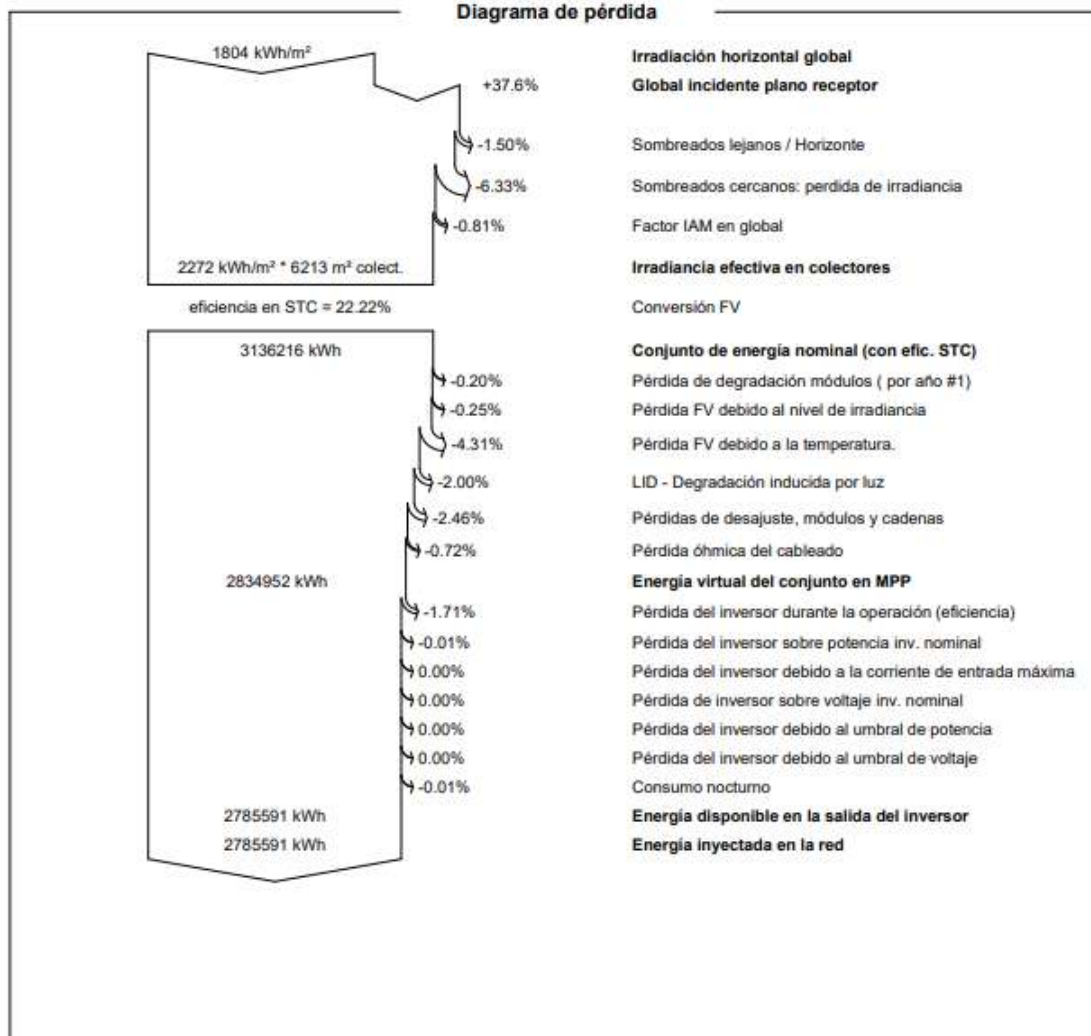 Diagrama de pérdida
1804 kWh/m² Irradiación horizontal global
+37.6% Global incidente plano receptor
-1.50% Sombreados lejanos / Horizonte
-6.33% Sombreados cercanos: perdida de irradiancia
-0.81% Factor IAM en global
2272 kWh/m² * 6213 m² colect. Irradiancia efectiva en colectores
eficiencia en STC = 22.22% Conversión FV
3136216 kWh Conjunto de energía nominal (con efic. STC)
-0.20% Pérdida de degradación módulos ( por año #1)
-0.25% Pérdida FV debido al nivel de irradiancia
-4.31% Pérdida FV debido a la temperatura.
-2.00% LID - Degradación inducida por luz
-2.46% Pérdidas de desajuste, módulos y cadenas
-0.72% Pérdida óhmica del cableado
2834952 kWh Energía virtual del conjunto en MPP
-1.71% Pérdida del inversor durante la operación (eficiencia)
-0.01% Pérdida del inversor sobre potencia inv. nominal
0.00% Pérdida del inversor debido a la corriente de entrada máxima
0.00% Pérdida de inversor sobre voltaje inv. nominal
0.00% Pérdida del inversor debido al umbral de potencia
0.00% Pérdida del inversor debido al umbral de voltaje
-0.01% Consumo nocturno
2785591 kWh Energía disponible en la salida del inversor
2785591 kWh Energía inyectada en la red